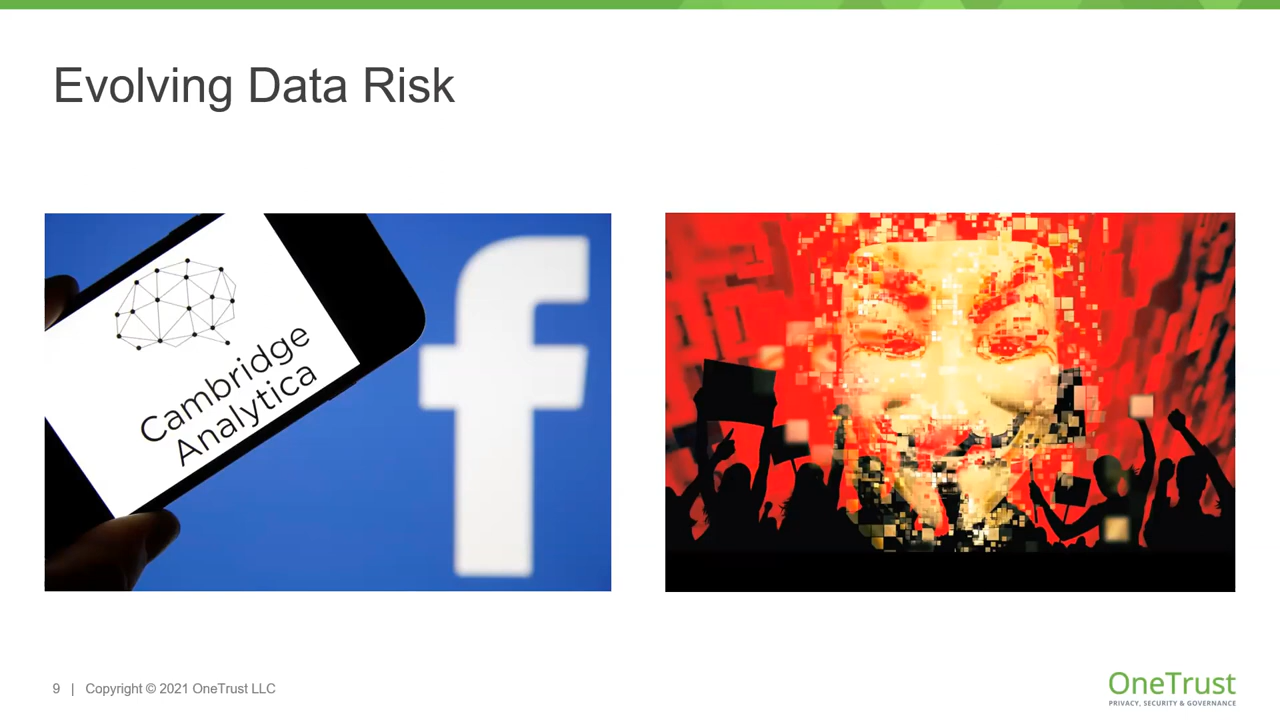 Evolving Data Risk
Cambridge
Analytica
9 | Copyright © 2021 OneTrust LLC
OneTrust
PRIVACY, SECURITY & GOVERNANCE